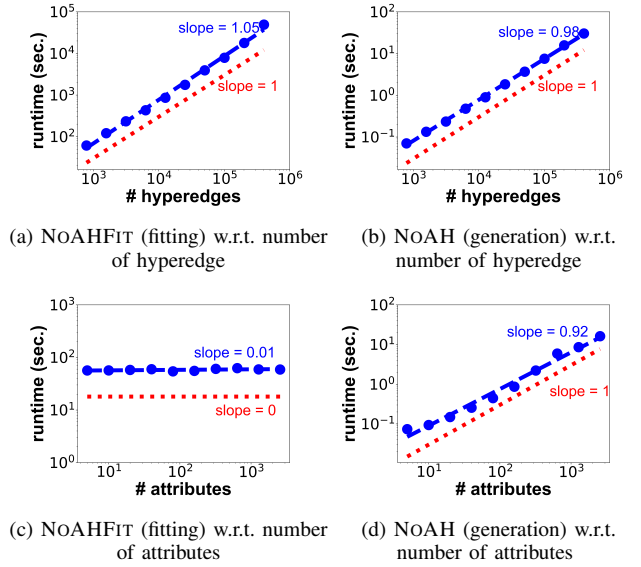 10^5
10^4
10^3
10^2
runtime (sec.)
slope = 1.05
slope = 1
10^3 10^4 10^5 10^6
# hyperedges
(a) NOAHFIT (fitting) w.r.t. number
of hyperedge
10^2
10^1
10^0
10^−1
runtime (sec.)
slope = 0.98
slope = 1
10^3 10^4 10^5 10^6
# hyperedges
(b) NOAH (generation) w.r.t.
number of hyperedge
10^3
10^2
10^1
10^0
runtime (sec.)
slope = 0.01
slope = 0
10^1 10^2 10^3
# attributes
(c) NOAHFIT (fitting) w.r.t. number
of attributes
10^2
10^1
10^0
10^−1
runtime (sec.)
slope = 0.92
slope = 1
10^1 10^2 10^3
# attributes
(d) NOAH (generation) w.r.t.
number of attributes